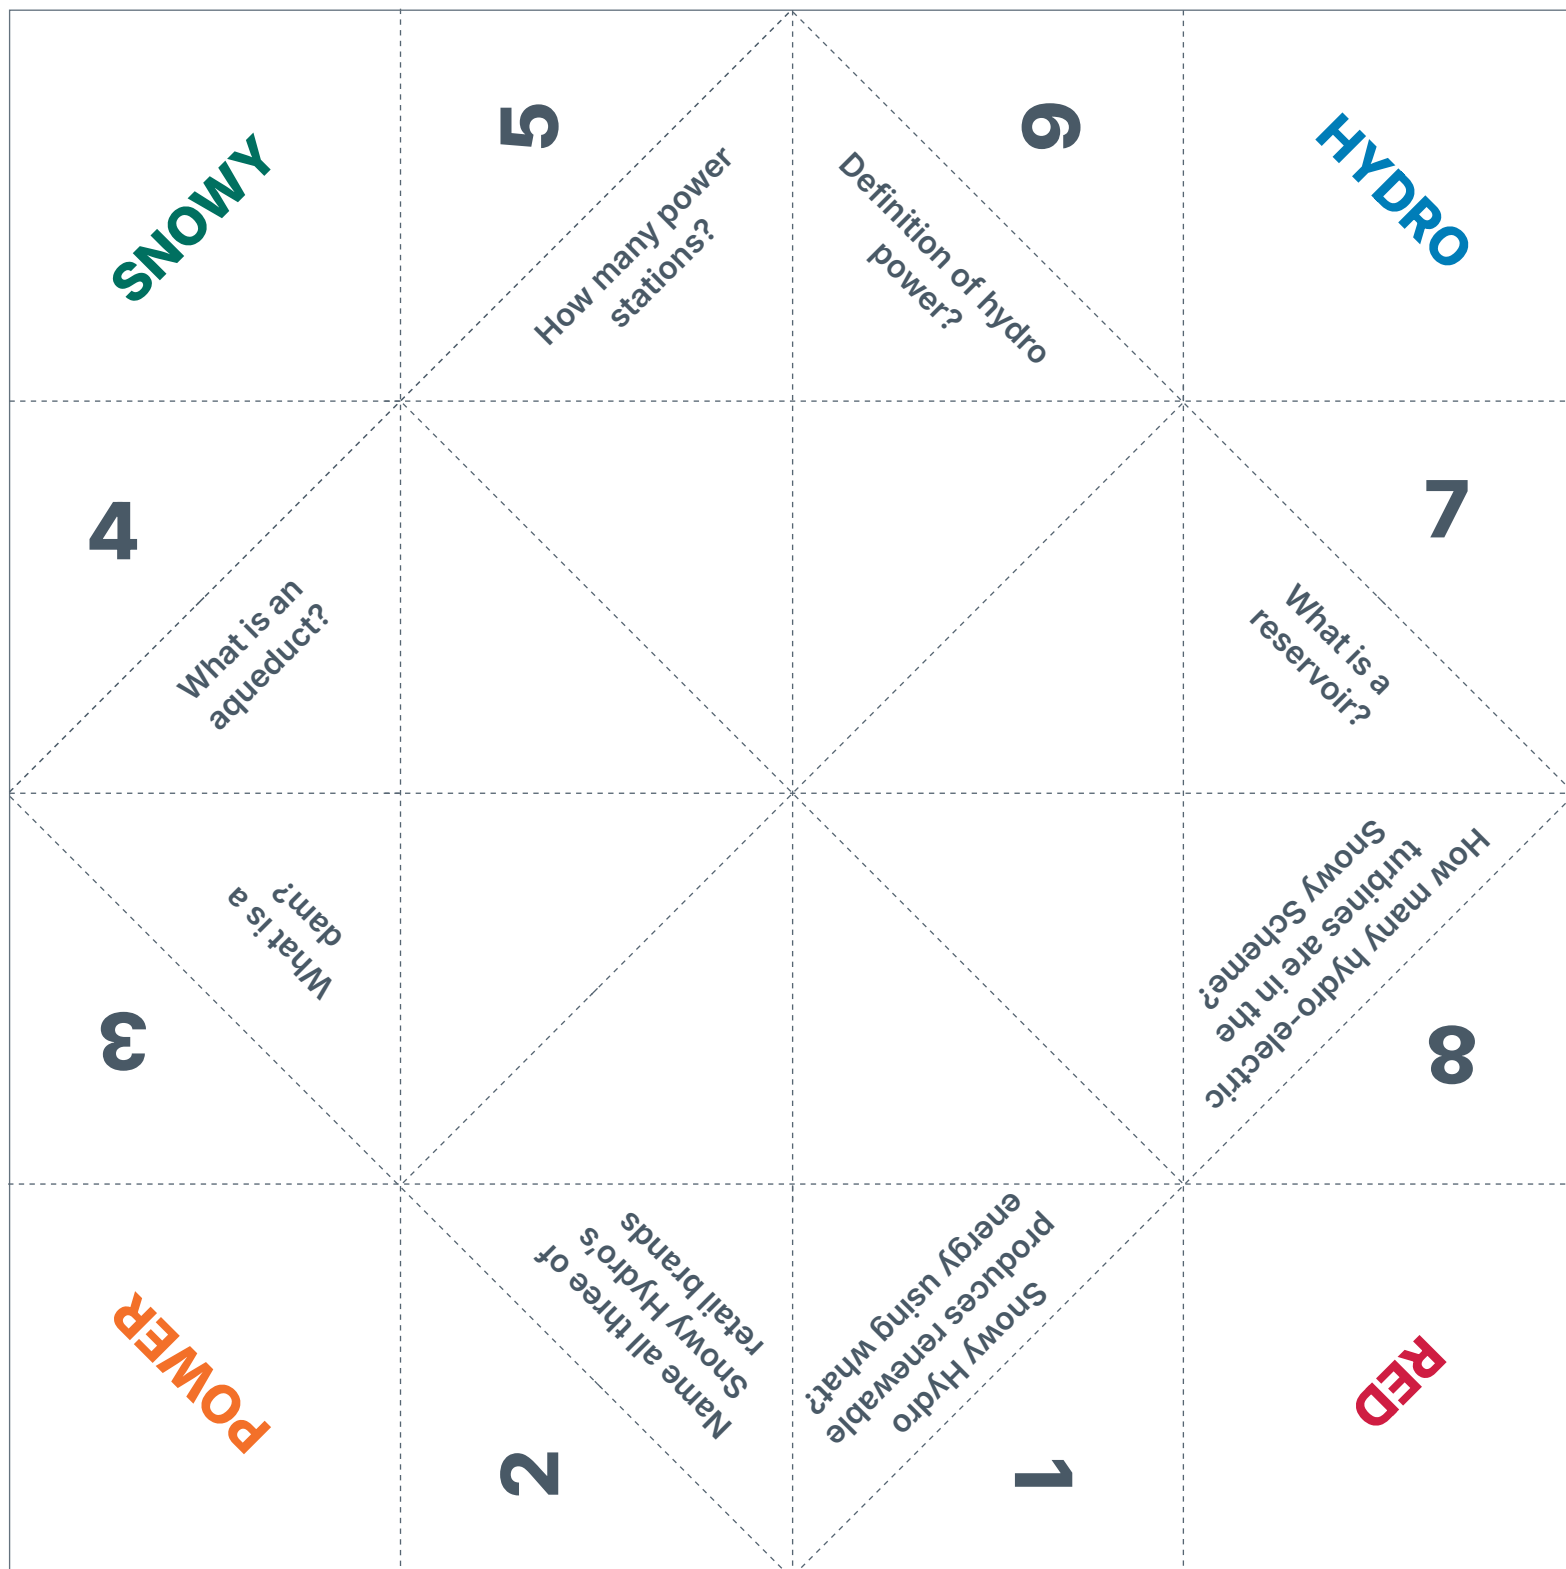 SNOWY
5
How many power
stations?
6
Definition of hydro
power?
HYDRO
4
What is an
aqueduct?
7
What is a
reservoir?
3
What is a
dam?
8
How many hydro-electric
turbines are in the
Snowy Scheme?
POWER
2
Name all three of
Snowy Hydro's
retail brands
1
Snowy Hydro
produces renewable
energy using what?
RED